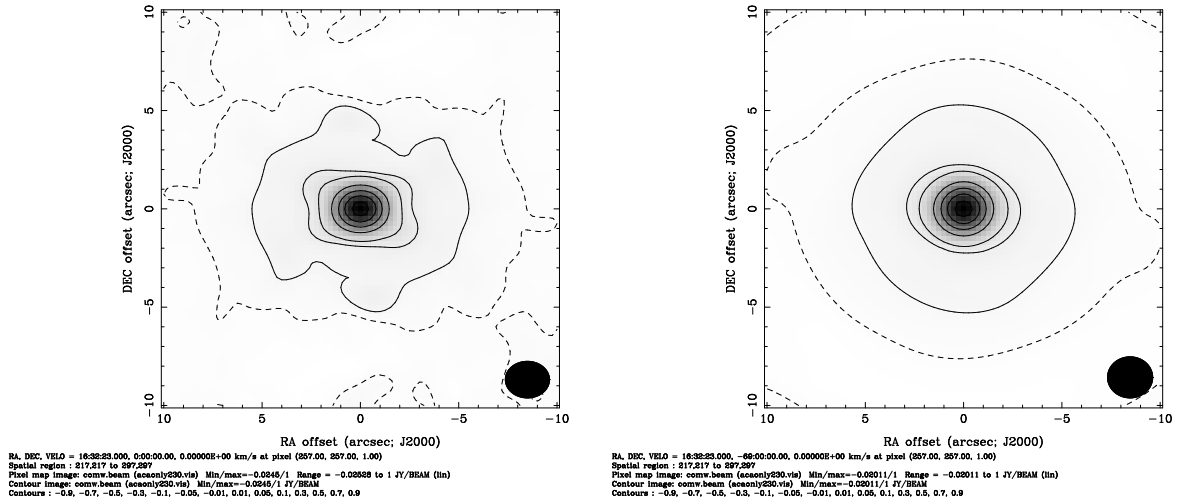 10
5
0
−5
−10
DEC offset (arcsec; J2000)
10 5 0 −5 −10
RA offset (arcsec; J2000)
RA, DEC, VELO = 16:32:23.000, 0:00:00.00, 0.00000E+00 km/s at pixel (257.00, 257.00, 1.00)
Spatial region : 217,217 to 297,297
Pixel map image: comw.beam (acaonly230.vis) Min/max=−0.0245/1 Range = −0.02528 to 1 JY/BEAM (lin)
Contour image: comw.beam (acaonly230.vis) Min/max=−0.0245/1 JY/BEAM
Contours : −0.9, −0.7, −0.5, −0.3, −0.1, −0.05, −0.01, 0.01, 0.05, 0.1, 0.3, 0.5, 0.7, 0.9
10
5
0
−5
−10
DEC offset (arcsec; J2000)
10 5 0 −5 −10
RA offset (arcsec; J2000)
RA, DEC, VELO = 16:32:23.000, −69:00:00.00, 0.00000E+00 km/s at pixel (257.00, 257.00, 1.00)
Spatial region : 217,217 to 297,297
Pixel map image: comw.beam (acaonly230.vis) Min/max=−0.02011/1 Range = −0.02011 to 1 JY/BEAM (lin)
Contour image: comw.beam (acaonly230.vis) Min/max=−0.02011/1 JY/BEAM
Contours : −0.9, −0.7, −0.5, −0.3, −0.1, −0.05, −0.01, 0.01, 0.05, 0.1, 0.3, 0.5, 0.7, 0.9